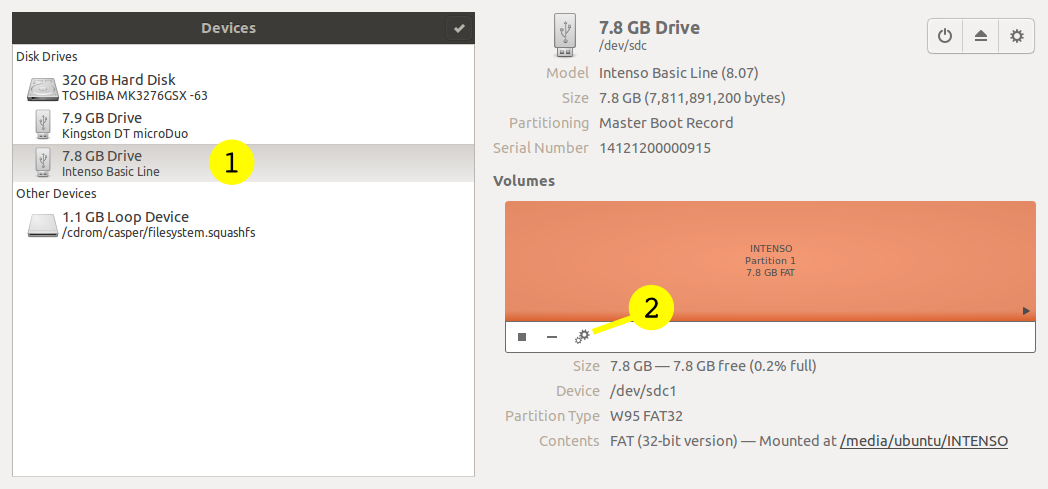 Devices
Disk Drives
320 GB Hard Disk
TOSHIBA MK3276GSX -63
7.9 GB Drive
Kingston DT microDuo
7.8 GB Drive
Intenso Basic Line
1
Other Devices
1.1 GB Loop Device
/cdrom/casper/filesystem.squashfs
7.8 GB Drive
/dev/sdc
Model Intenso Basic Line (8.07)
Size 7.8 GB (7,811,891,200 bytes)
Partitioning Master Boot Record
Serial Number 14121200000915
Volumes
INTENSO
Partition 1
7.8 GB FAT
2
Size 7.8 GB — 7.8 GB free (0.2% full)
Device /dev/sdc1
Partition Type W95 FAT32
Contents FAT (32-bit version) — Mounted at /media/ubuntu/INTENSO